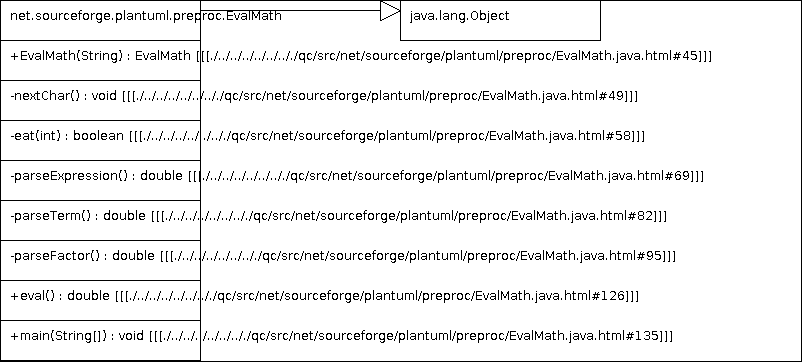 net.sourceforge.plantuml.preproc.EvalMath
java.lang.Object
+EvalMath(String) : EvalMath [[[./../../../../../../../qc/src/net/sourceforge/plantuml/preproc/EvalMath.java.html#45]]]
-nextChar() : void [[[./../../../../../../../qc/src/net/sourceforge/plantuml/preproc/EvalMath.java.html#49]]]
-eat(int) : boolean [[[./../../../../../../../qc/src/net/sourceforge/plantuml/preproc/EvalMath.java.html#58]]]
-parseExpression() : double [[[./../../../../../../../qc/src/net/sourceforge/plantuml/preproc/EvalMath.java.html#69]]]
-parseTerm() : double [[[./../../../../../../../qc/src/net/sourceforge/plantuml/preproc/EvalMath.java.html#82]]]
-parseFactor() : double [[[./../../../../../../../qc/src/net/sourceforge/plantuml/preproc/EvalMath.java.html#95]]]
+eval() : double [[[./../../../../../../../qc/src/net/sourceforge/plantuml/preproc/EvalMath.java.html#126]]]
+main(String[]) : void [[[./../../../../../../../qc/src/net/sourceforge/plantuml/preproc/EvalMath.java.html#135]]]